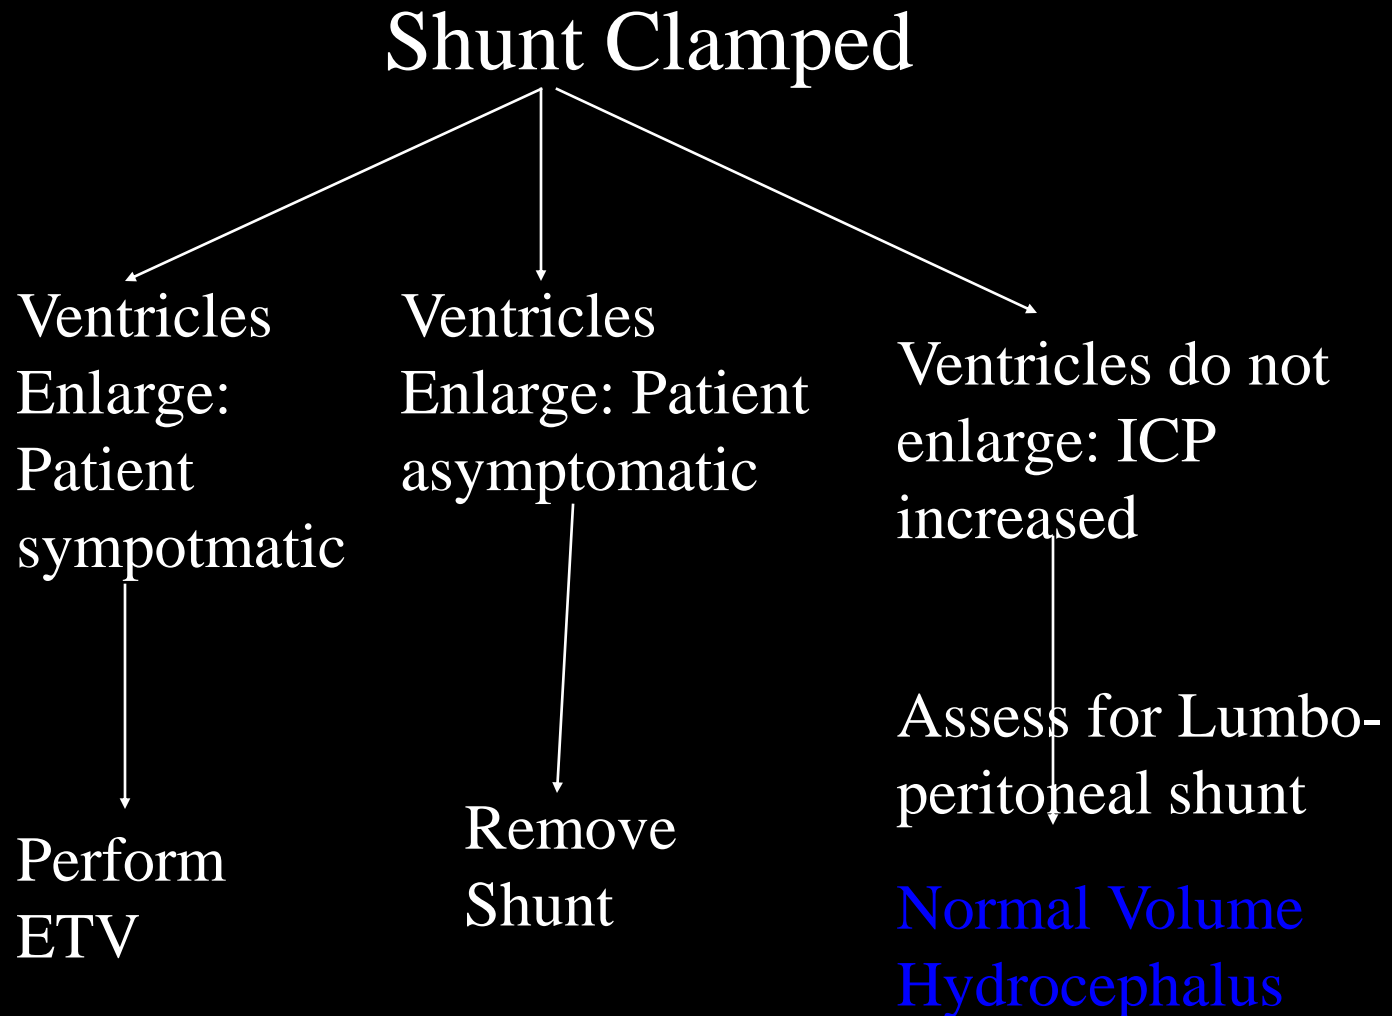 Shunt Clamped
Ventricles
Enlarge:
Patient
sympotmatic
Ventricles
Enlarge: Patient
asymptomatic
Ventricles do not
enlarge: ICP
increased
Perform
ETV
Remove
Shunt
Assess for Lumbo-
peritoneal shunt
Normal Volume
Hydrocephalus